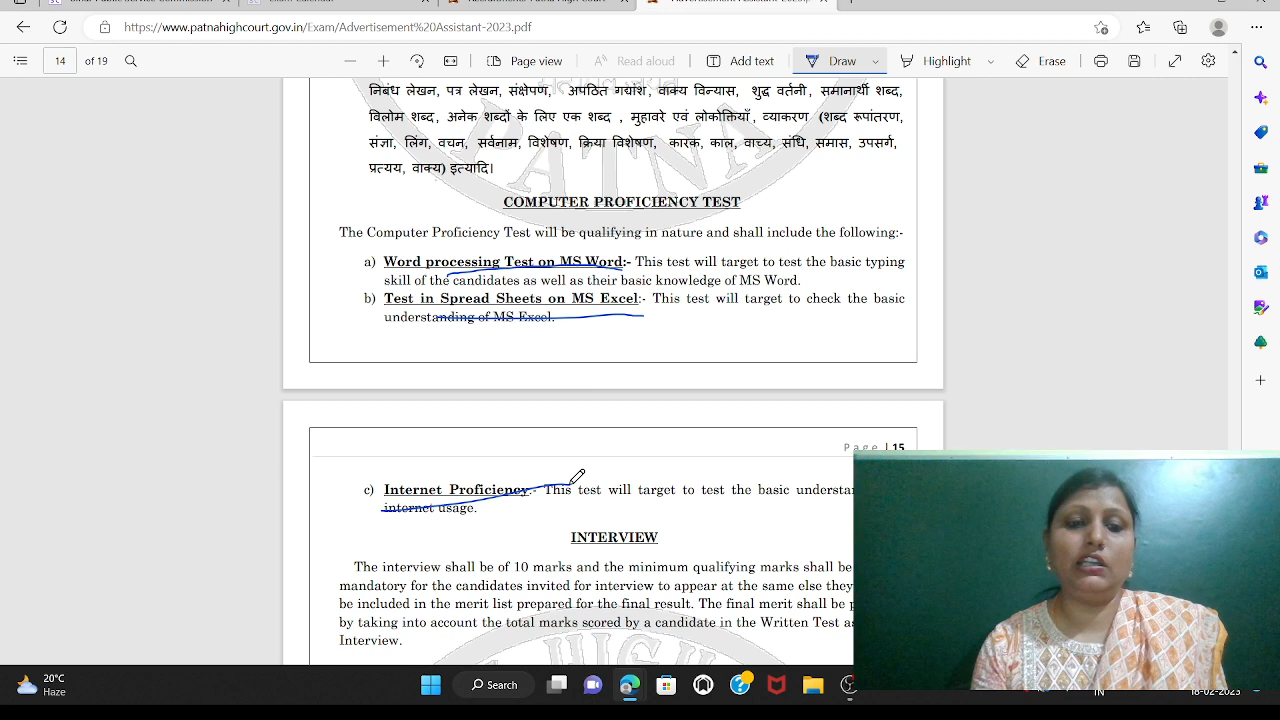 https://www.patnahighcourt.gov.in/Exam/Advertisement%20Assistant-2023.pdf
14 of 19 Page view Read aloud Add text Draw Highlight Erase
निबंध लेखन, पत्र लेखन, संक्षेपण, अपठित गद्यांश, वाक्य विन्यास, शुद्ध वर्तनी, समानार्थी शब्द,
विलोम शब्द, अनेक शब्दों के लिए एक शब्द , मुहावरे एवं लोकोक्तियाँ , व्याकरण (शब्द रूपांतरण,
संज्ञा, लिंग, वचन, सर्वनाम, विशेषण, क्रिया विशेषण, कारक, काल, वाच्य, संधि, समास, उपसर्ग,
प्रत्यय, वाक्य) इत्यादि।
PATNA
COMPUTER PROFICIENCY TEST
The Computer Proficiency Test will be qualifying in nature and shall include the following:-
a) Word processing Test on MS Word:- This test will target to test the basic typing
skill of the candidates as well as their basic knowledge of MS Word.
b) Test in Spread Sheets on MS Excel:- This test will target to check the basic
understanding of MS Excel.
Page | 15
c) Internet Proficiency:- This test will target to test the basic
internet usage.
INTERVIEW
The interview shall be of 10 marks and the minimum qualifying marks shall be
mandatory for the candidates invited for interview to appear at the same else they
be included in the merit list prepared for the final result. The final merit shall be
by taking into account the total marks scored by a candidate in the Written Test
Interview.
HIGH
20°C
Haze
Search
IN
18-02-2023